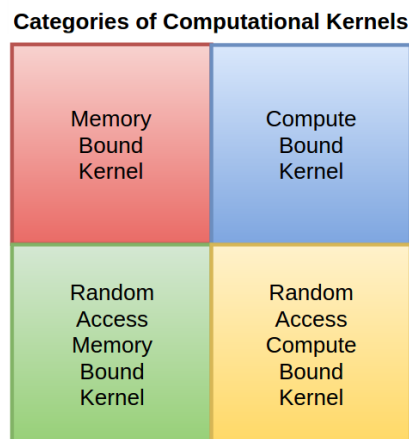 Categories of Computational Kernels
Memory
Bound
Kernel
Compute
Bound
Kernel
Random
Access
Memory
Bound
Kernel
Random
Access
Compute
Bound
Kernel